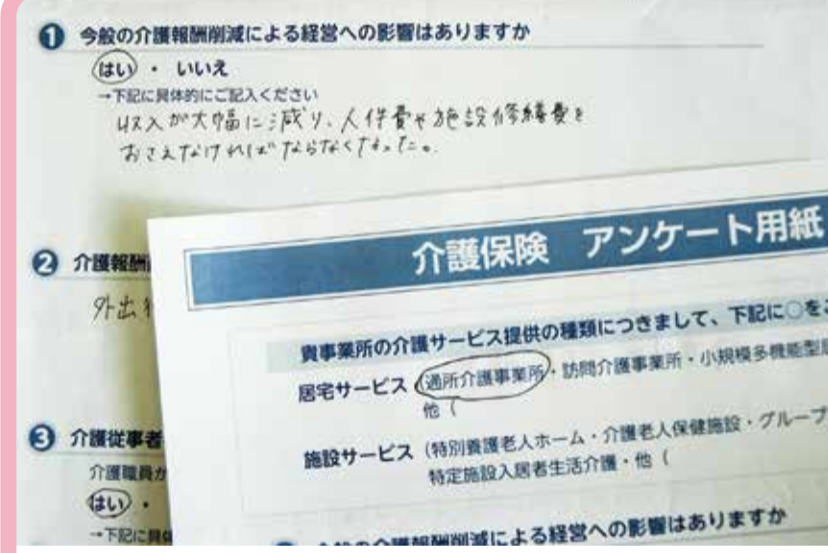 1 今般の介護報酬削減による経営への影響はありますか
はい ・ いいえ
→下記に具体的にご記入ください
収入が大幅に減り、人件費や施設修繕費を
おさえなければならなくなった。
2 介護報酬
外出
3 介護従事者
介護職員が
はい ・
→下記に具体
介護保険 アンケート用紙
貴事業所の介護サービス提供の種類につきまして、下記に○を
居宅サービス (通所介護事業所・訪問介護事業所・小規模多機能型
他 (
施設サービス (特別養護老人ホーム・介護老人保健施設・グループ
特定施設入居者生活介護・他 (
今般の介護報酬削減による経営への影響はありますか